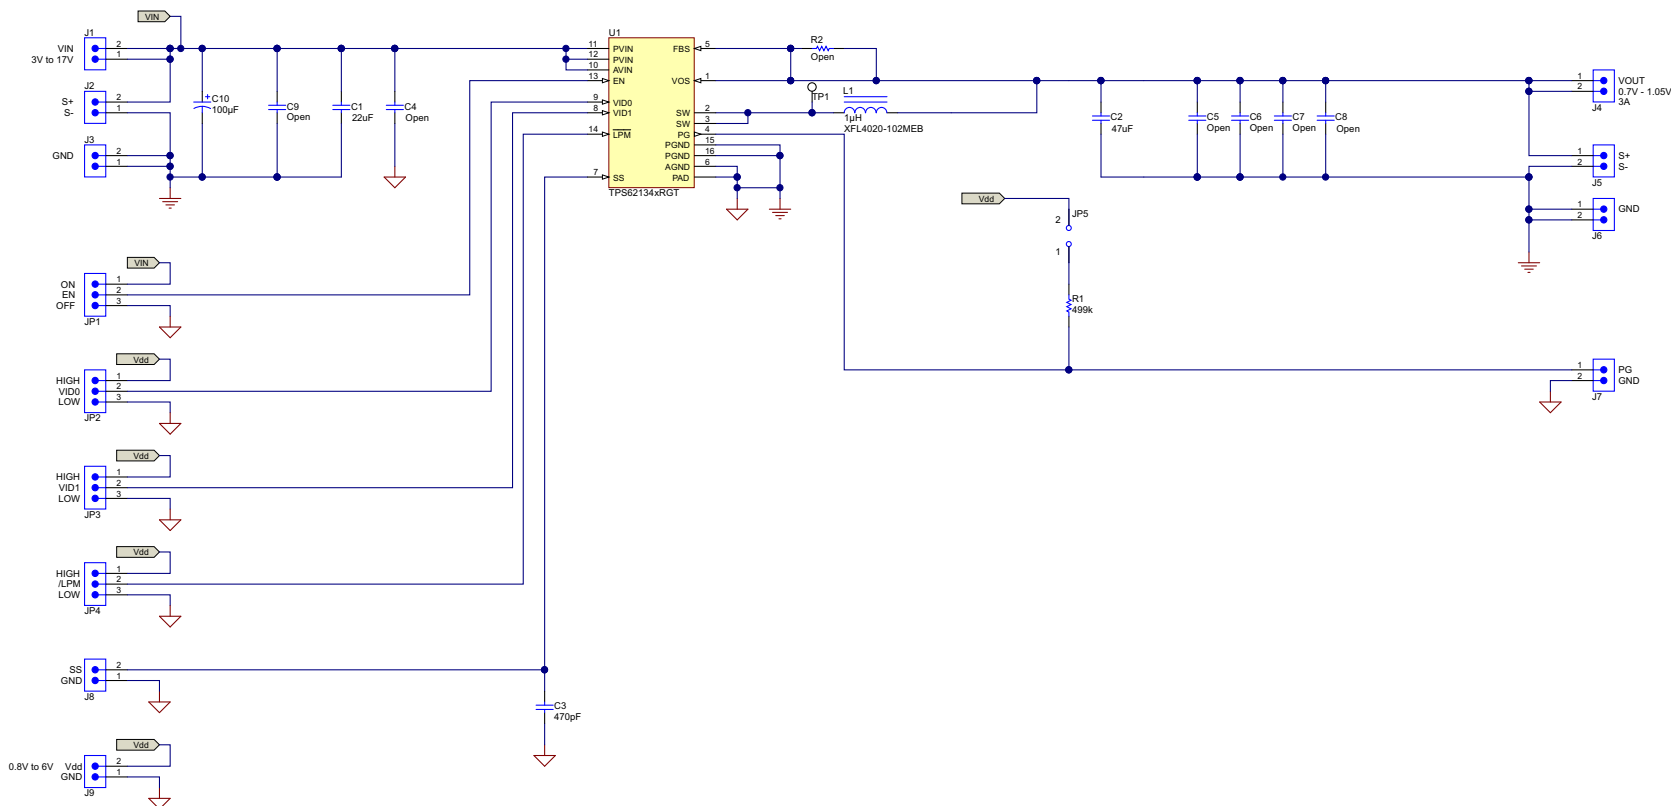 VIN
J1
VIN
3V to 17V
2
1
J2
S+
S-
2
1
J3
GND
2
1
+
C10
100µF
C9
Open
C1
22uF
C4
Open
U1
11
12
10
13
9
8
14
7
PVIN
PVIN
AVIN
EN
VID0
VID1
LPM
SS
FBS
VOS
SW
SW
PG
PGND
PGND
AGND
PAD
5
1
2
3
4
15
16
6
17
TPS62134xRGT
R2
Open
TP1
L1
1µH
XFL4020-102MEB
C2
47uF
C5
Open
C6
Open
C7
Open
C8
Open
1
2
VOUT
0.7V - 1.05V
3A
J4
1
2
S+
S-
J5
1
2
GND
J6
Vdd
JP5
2
1
R1
499k
1
2
PG
GND
J7
VIN
ON
EN
OFF
1
2
3
JP1
Vdd
HIGH
VID0
LOW
1
2
3
JP2
Vdd
HIGH
VID1
LOW
1
2
3
JP3
Vdd
HIGH
/LPM
LOW
1
2
3
JP4
SS
GND
2
1
J8
C3
470pF
Vdd
0.8V to 6V Vdd
GND
2
1
J9